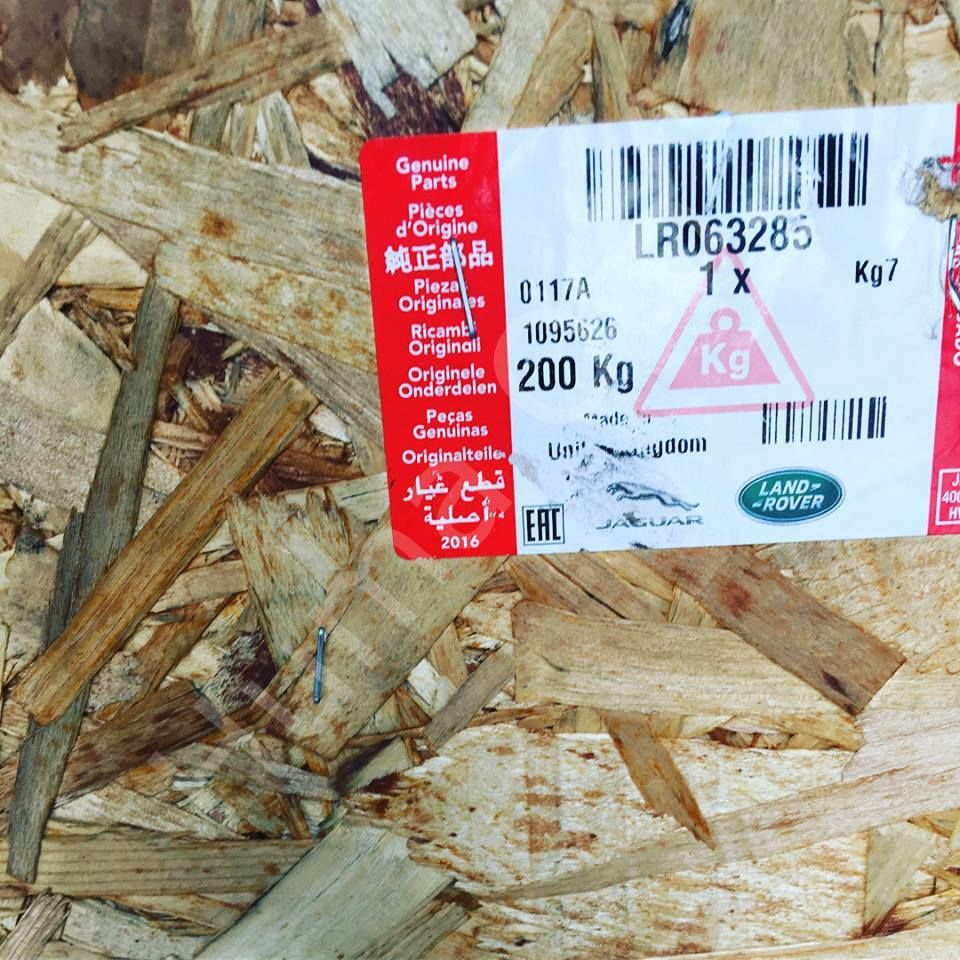 Genuine
Parts
Pièces
d'Origine
純正部品
Piezas
Originales
Ricambi
Originali
Originele
Onderdelen
Peças
Genuinas
Originalteile
قطع غيار
أصلية
2016
LR063285
1 x
Kg7
0117A
1095626
200 Kg
Kg
Made in
United Kingdom
EAC
JAGUAR
LAND-
-ROVER